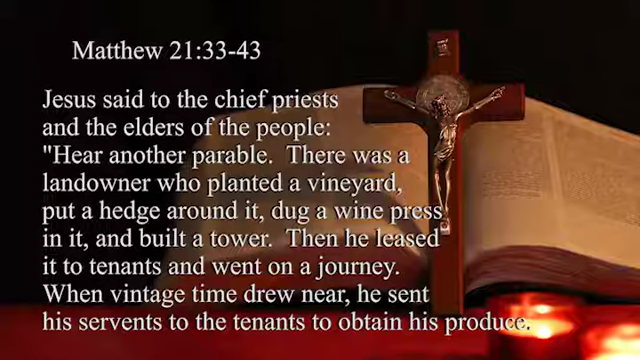 Matthew 21:33-43
Jesus said to the chief priests
and the elders of the people:
"Hear another parable. There was a
landowner who planted a vineyard,
put a hedge around it, dug a wine press
in it, and built a tower. Then he leased
it to tenants and went on a journey.
When vintage time drew near, he sent
his servents to the tenants to obtain his produce.